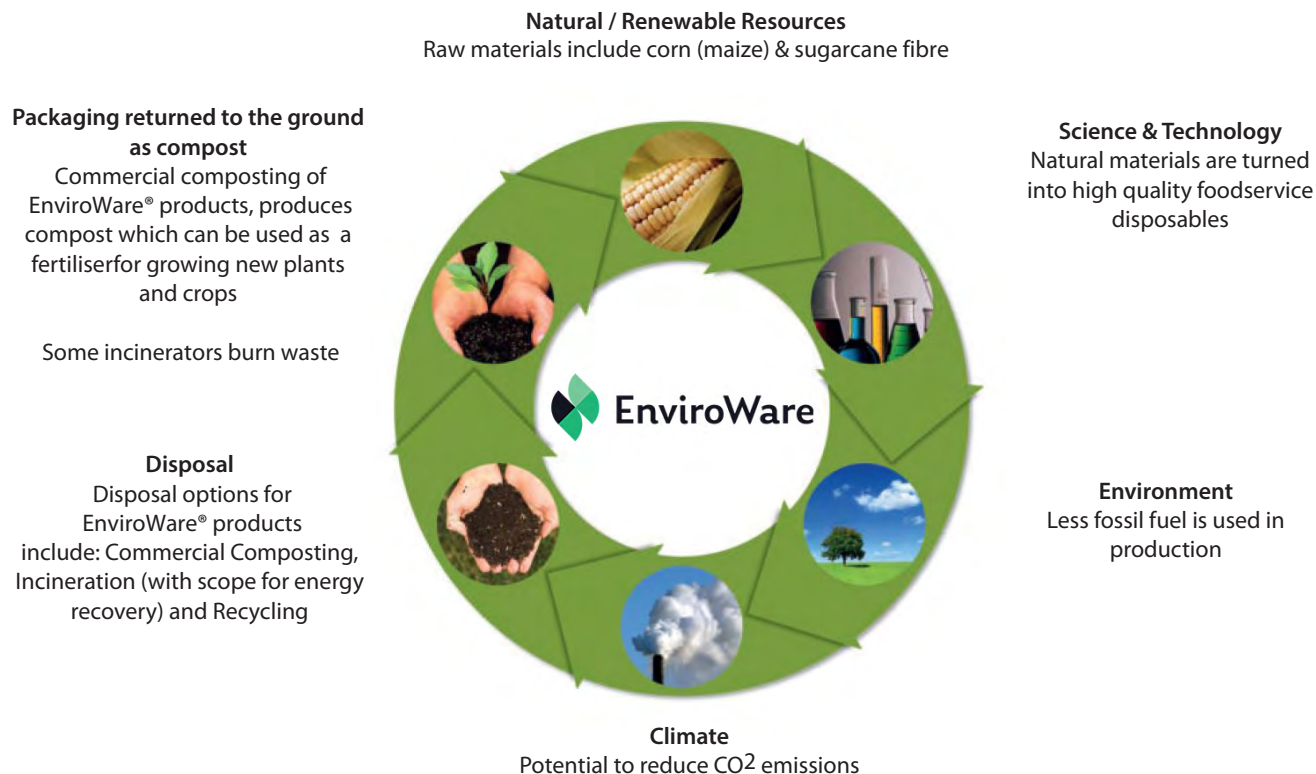 Natural / Renewable Resources
Raw materials include corn (maize) & sugarcane fibre
Science & Technology
Natural materials are turned
into high quality foodservice
disposables
Environment
Less fossil fuel is used in
production
Climate
Potential to reduce CO2 emissions
Disposal
Disposal options for
EnviroWare® products
include: Commercial Composting,
Incineration (with scope for energy
recovery) and Recycling
Packaging returned to the ground
as compost
Commercial composting of
EnviroWare® products, produces
compost which can be used as a
fertiliserfor growing new plants
and crops
Some incinerators burn waste
EnviroWare